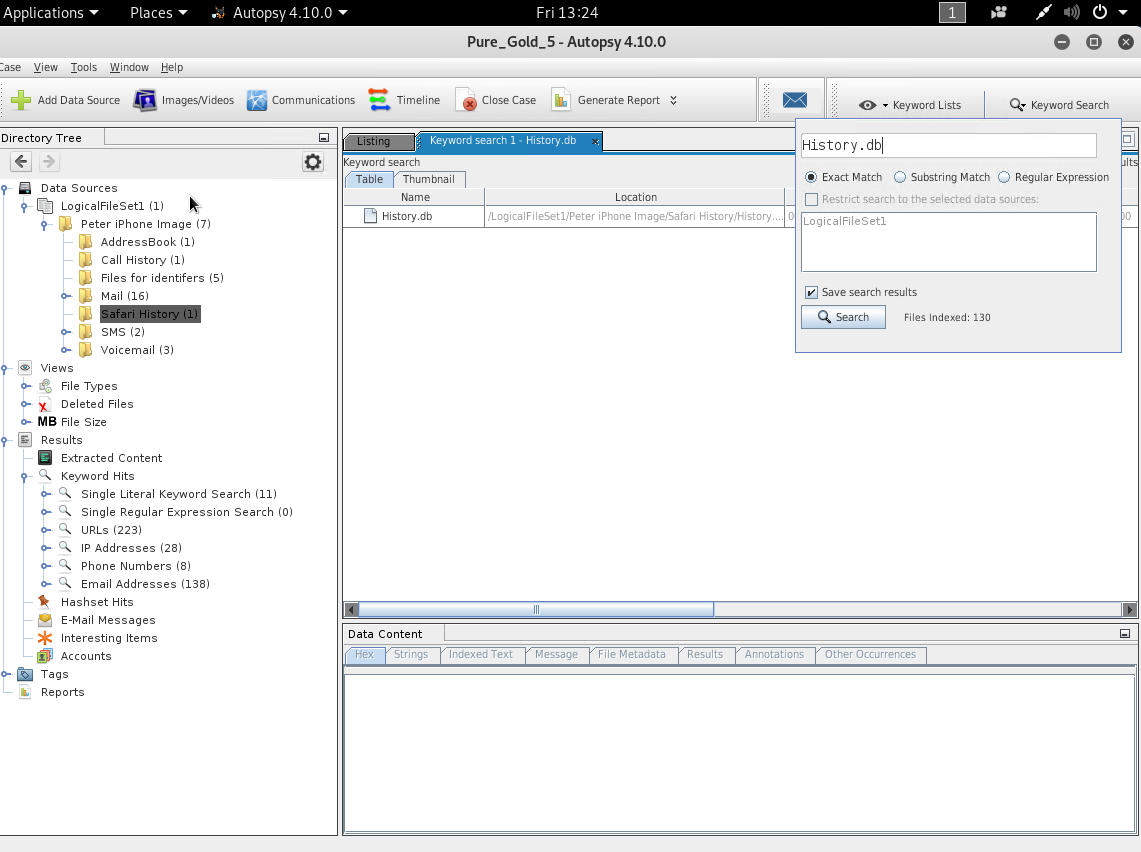 Applications Places Autopsy 4.10.0 Fri 13:24 1
Pure_Gold_5 - Autopsy 4.10.0
Case View Tools Window Help
Add Data Source Images/Videos Communications Timeline Close Case Generate Report Keyword Lists Keyword Search
Directory Tree
Data Sources
LogicalFileSet1 (1)
Peter iPhone Image (7)
AddressBook (1)
Call History (1)
Files for identifers (5)
Mail (16)
Safari History (1)
SMS (2)
Voicemail (3)
Views
File Types
Deleted Files
MB File Size
Results
Extracted Content
Keyword Hits
Single Literal Keyword Search (11)
Single Regular Expression Search (0)
URLs (223)
IP Addresses (28)
Phone Numbers (8)
Email Addresses (138)
Hashset Hits
E-Mail Messages
Interesting Items
Accounts
Tags
Reports
Listing Keyword search 1 - History.db
Keyword search
Table Thumbnail
Name Location
History.db /LogicalFileSet1/Peter iPhone Image/Safari History/History....
History.db
Exact Match Substring Match Regular Expression
Restrict search to the selected data sources:
LogicalFileSet1
Save search results
Search Files Indexed: 130
Data Content
Hex Strings Indexed Text Message File Metadata Results Annotations Other Occurrences